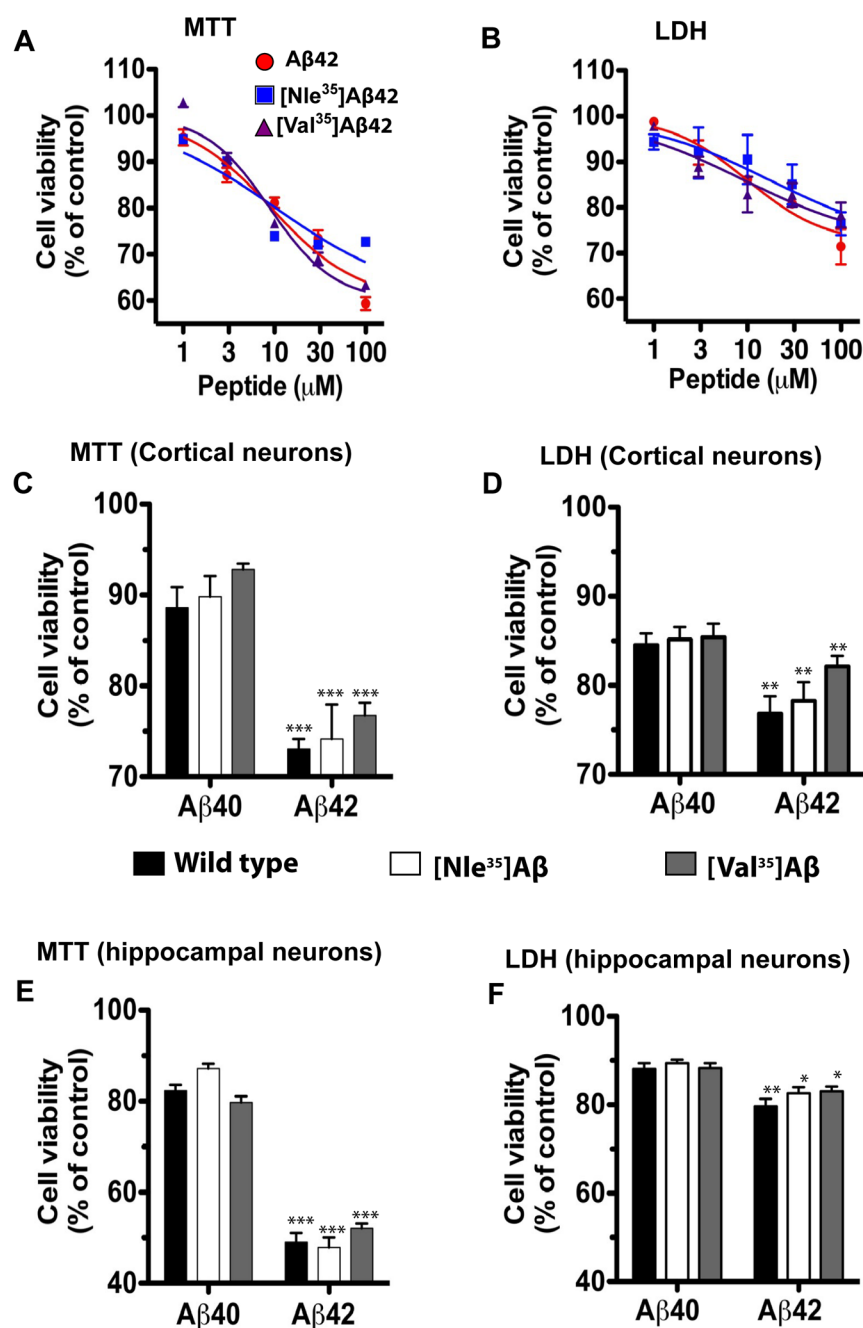 A
MTT
Aβ42
[Nle³⁵]Aβ42
[Val³⁵]Aβ42
Cell viability
(% of control)
110
100
90
80
70
60
1 3 10 30 100
Peptide (μM)
B
LDH
Cell viability
(% of control)
110
100
90
80
70
60
1 3 10 30 100
Peptide (μM)
MTT (Cortical neurons)
C
Cell viability
(% of control)
100
90
80
70
*** *** ***
Aβ40 Aβ42
LDH (Cortical neurons)
D
Cell viability
(% of control)
100
90
80
70
** ** **
Aβ40 Aβ42
Wild type [Nle³⁵]Aβ [Val³⁵]Aβ
MTT (hippocampal neurons)
E
Cell viability
(% of control)
100
80
60
40
*** *** ***
Aβ40 Aβ42
LDH (hippocampal neurons)
F
Cell viability
(% of control)
100
80
60
40
** * *
Aβ40 Aβ42